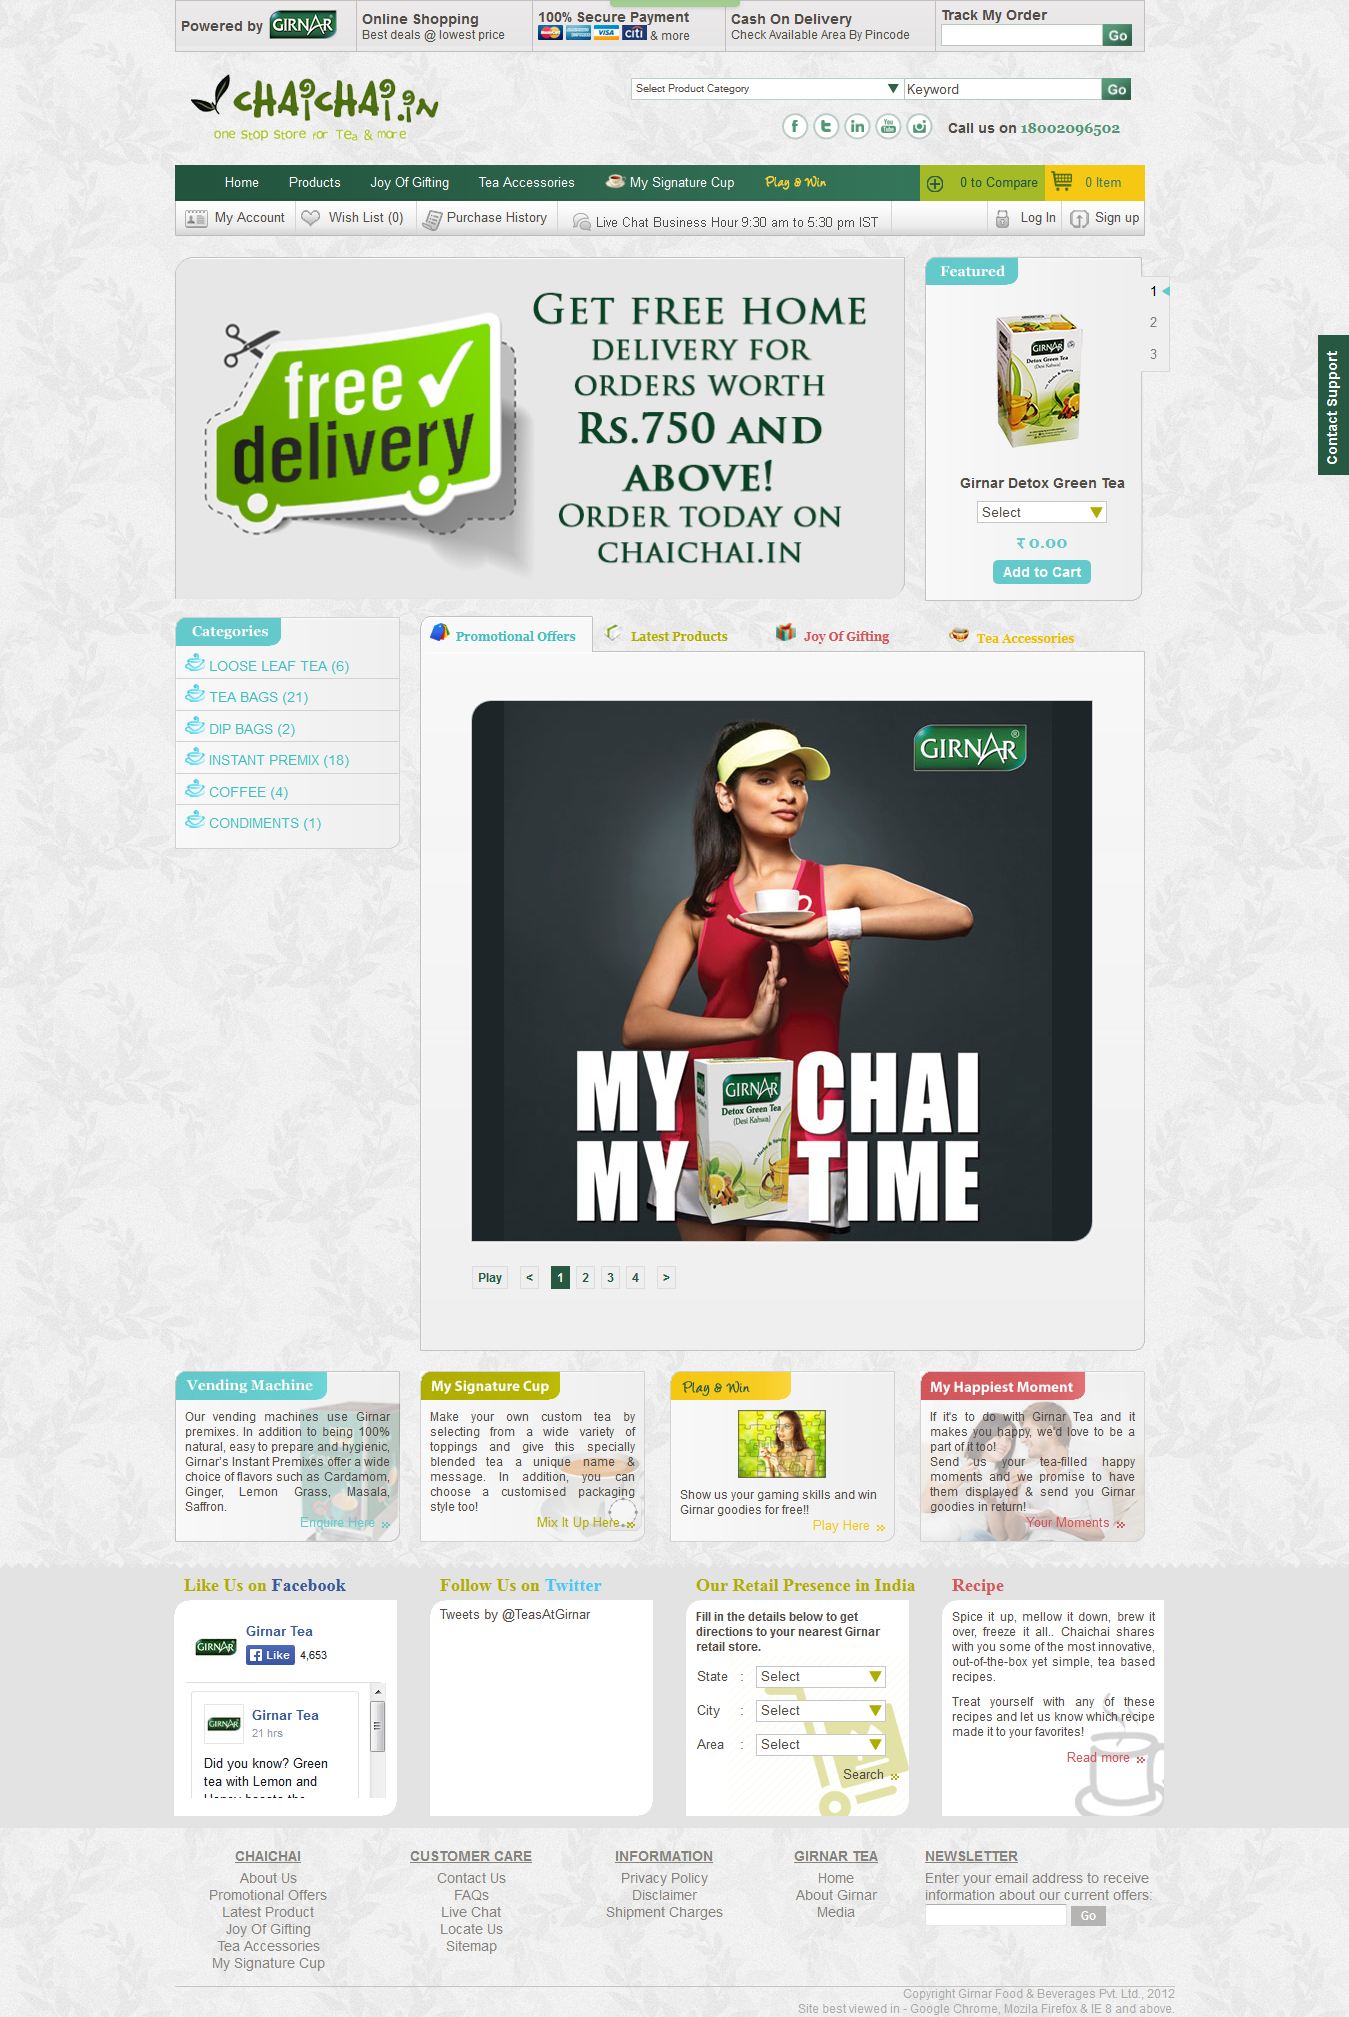 Powered by GIRNAR
Online Shopping
Best deals @ lowest price
100% Secure Payment
VISA citi & more
Cash On Delivery
Check Available Area By Pincode
Track My Order
Go
CHAICHAI.IN
one stop store for Tea & more
Select Product Category
Keyword
Go
Call us on 18002096502
Home
Products
Joy Of Gifting
Tea Accessories
My Signature Cup
Play & Win
0 to Compare
0 Item
My Account
Wish List (0)
Purchase History
Live Chat Business Hour 9:30 am to 5:30 pm IST
Log In
Sign up
free
delivery
GET FREE HOME
DELIVERY FOR
ORDERS WORTH
RS.750 AND
ABOVE!
ORDER TODAY ON
CHAICHAI.IN
Featured
1
2
3
GIRNAR
Detox Green Tea
(Desi Kahwa)
Girnar Detox Green Tea
Select
₹ 0.00
Add to Cart
Contact Support
Categories
LOOSE LEAF TEA (6)
TEA BAGS (21)
DIP BAGS (2)
INSTANT PREMIX (18)
COFFEE (4)
CONDIMENTS (1)
Promotional Offers
Latest Products
Joy Of Gifting
Tea Accessories
GIRNAR®
MY CHAI
MY TIME
GIRNAR
Detox Green Tea
(Desi Kahwa)
with Herbs & Spices
Play < 1 2 3 4 >
Vending Machine
Our vending machines use Girnar
premixes. In addition to being 100%
natural, easy to prepare and hygienic,
Girnar's Instant Premixes offer a wide
choice of flavors such as Cardamom,
Ginger, Lemon Grass, Masala,
Saffron.
Enquire Here
My Signature Cup
Make your own custom tea by
selecting from a wide variety of
toppings and give this specially
blended tea a unique name &
message. In addition, you can
choose a customised packaging
style too!
Mix It Up Here
Play & Win
Show us your gaming skills and win
Girnar goodies for free!!
Play Here
My Happiest Moment
If it's to do with Girnar Tea and it
makes you happy, we'd love to be a
part of it too!
Send us your tea-filled happy
moments and we promise to have
them displayed & send you Girnar
goodies in return!
Your Moments
Like Us on Facebook
GIRNAR
Girnar Tea
Like 4,653
GIRNAR
Girnar Tea
21 hrs
Did you know? Green
tea with Lemon and
Follow Us on Twitter
Tweets by @TeasAtGirnar
Our Retail Presence in India
Fill in the details below to get
directions to your nearest Girnar
retail store.
State : Select
City : Select
Area : Select
Search
Recipe
Spice it up, mellow it down, brew it
over, freeze it all.. Chaichai shares
with you some of the most innovative,
out-of-the-box yet simple, tea based
recipes.
Treat yourself with any of these
recipes and let us know which recipe
made it to your favorites!
Read more
CHAICHAI
About Us
Promotional Offers
Latest Product
Joy Of Gifting
Tea Accessories
My Signature Cup
CUSTOMER CARE
Contact Us
FAQs
Live Chat
Locate Us
Sitemap
INFORMATION
Privacy Policy
Disclaimer
Shipment Charges
GIRNAR TEA
Home
About Girnar
Media
NEWSLETTER
Enter your email address to receive
information about our current offers:
Go
Copyright Girnar Food & Beverages Pvt. Ltd., 2012
Site best viewed in - Google Chrome, Mozila Firefox & IE 8 and above.